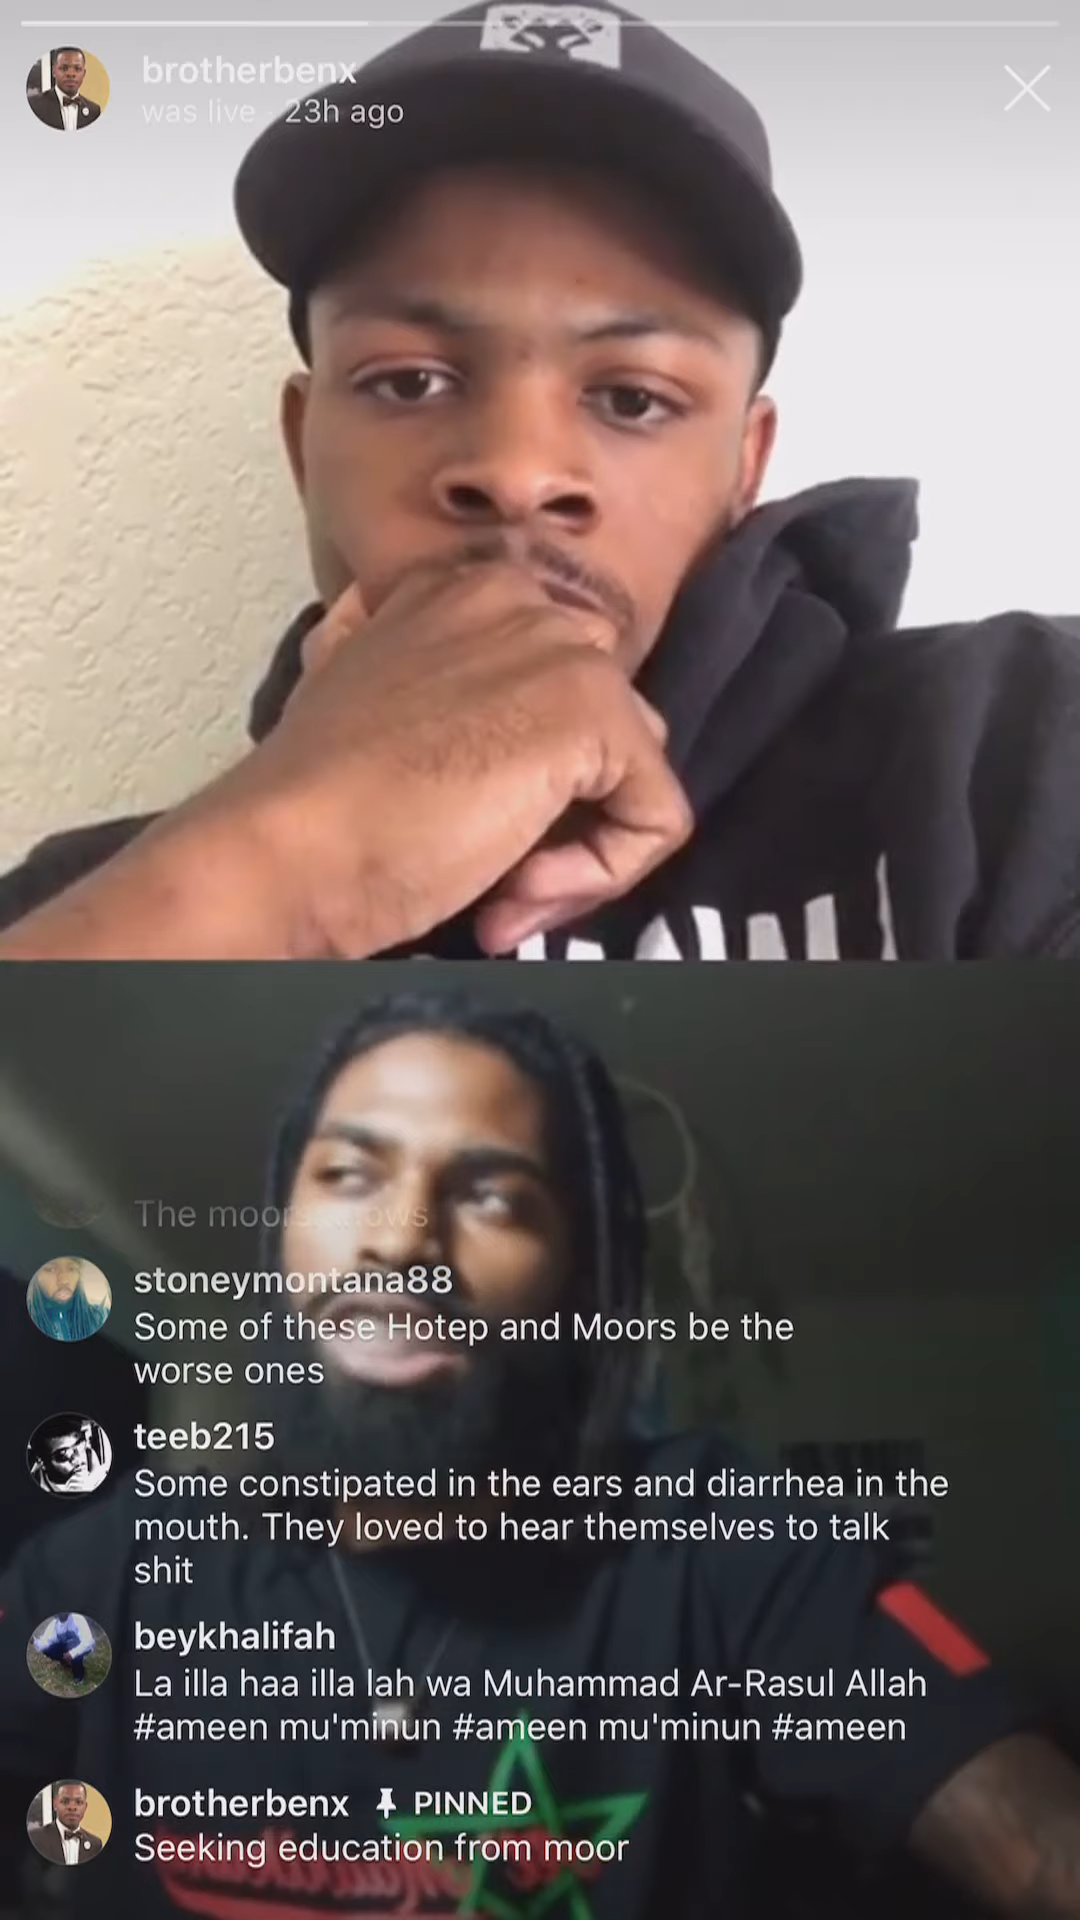 brotherbenx
was live · 23h ago
The moors
stoneymontana88
Some of these Hotep and Moors be the
worse ones
teeb215
Some constipated in the ears and diarrhea in the
mouth. They loved to hear themselves to talk
shit
beykhalifah
La illa haa illa lah wa Muhammad Ar-Rasul Allah
#ameen mu'minun #ameen mu'minun #ameen
brotherbenx PINNED
Seeking education from moor